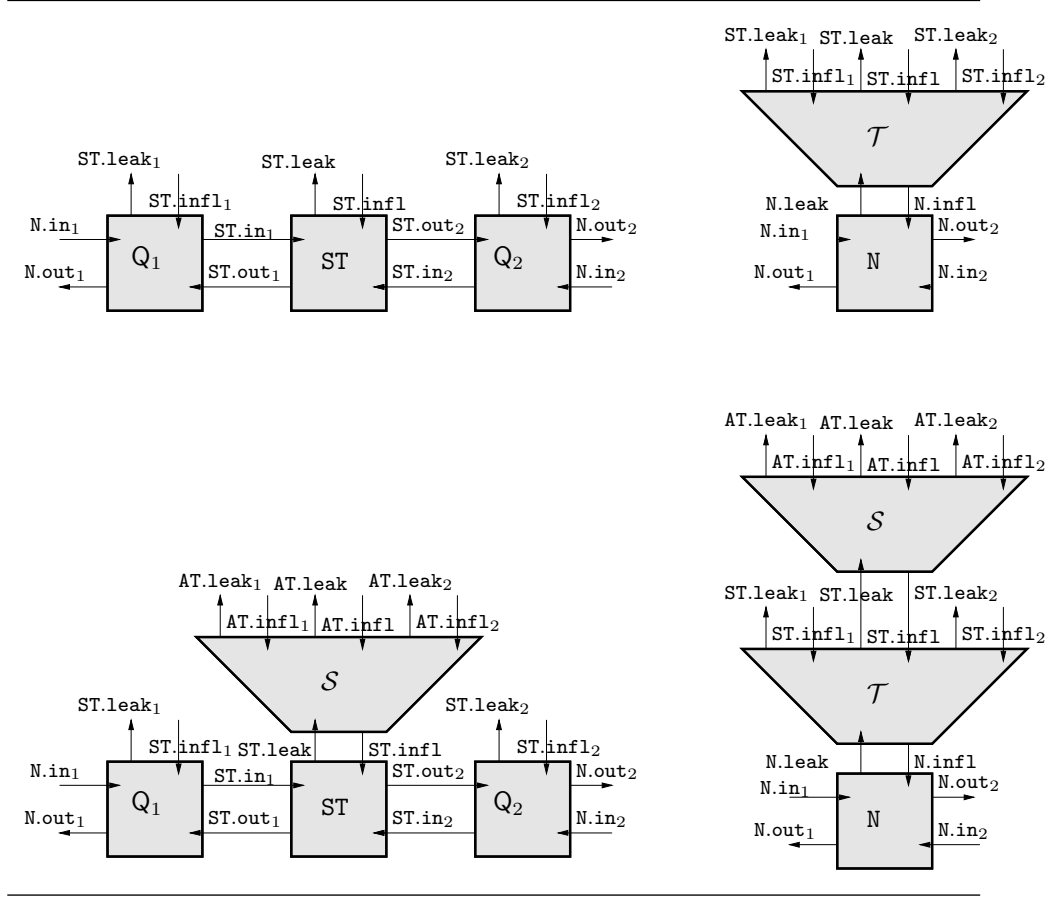 ST.leak₁ ST.leak ST.leak₂
ST.infl₁ ST.infl ST.infl₂
𝒯
ST.leak₁ ST.leak ST.leak₂
ST.infl₁ ST.infl ST.infl₂
N.leak N.infl
N.in₁ ST.in₁ ST.out₂ N.out₂
Q₁ ST Q₂
N.out₁ ST.out₁ ST.in₂ N.in₂
N.in₁ N.out₂
N
N.out₁ N.in₂
AT.leak₁ AT.leak AT.leak₂
AT.infl₁ AT.infl AT.infl₂
𝒮
AT.leak₁ AT.leak AT.leak₂
AT.infl₁ AT.infl AT.infl₂
𝒮
ST.leak₁ ST.leak ST.leak₂
ST.infl₁ ST.infl ST.infl₂
𝒯
ST.leak₁ ST.leak₂
ST.infl₁ ST.leak ST.infl ST.infl₂
N.in₁ ST.in₁ ST.out₂ N.out₂
Q₁ ST Q₂
N.out₁ ST.out₁ ST.in₂ N.in₂
N.leak N.infl
N.in₁ N.out₂
N
N.out₁ N.in₂